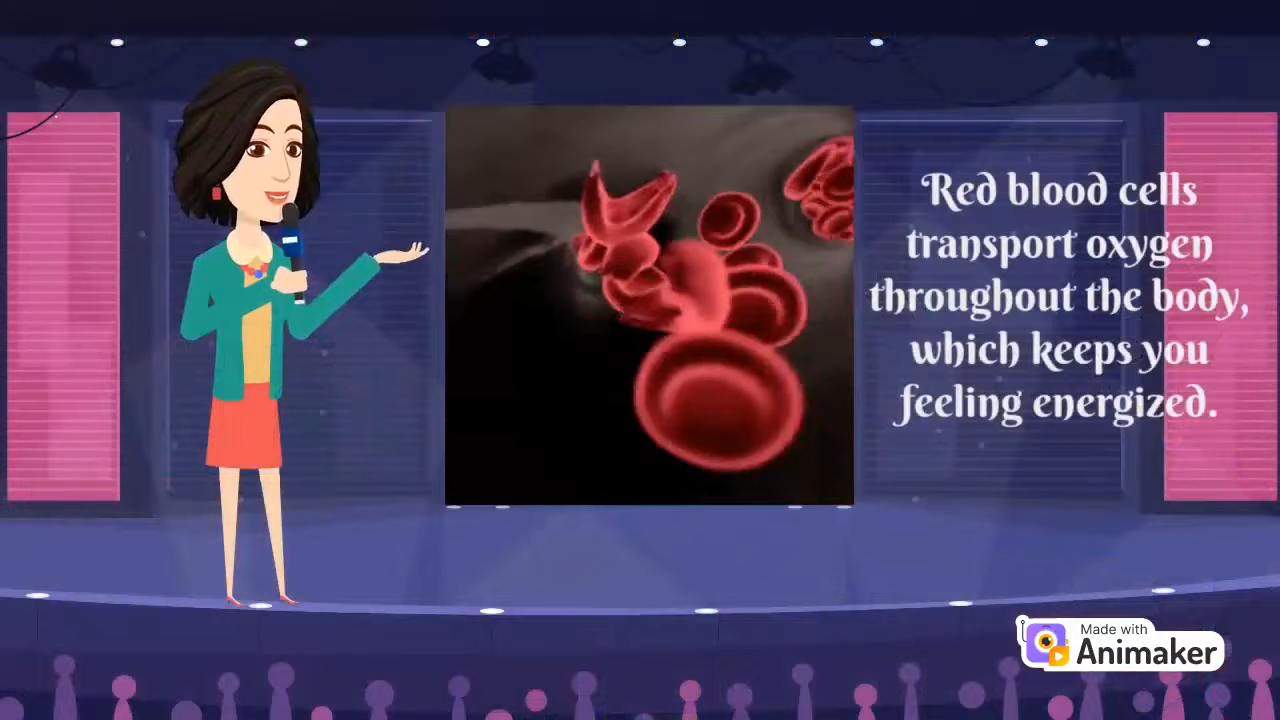 Red blood cells
transport oxygen
throughout the body,
which keeps you
feeling energized.
Made with
Animaker